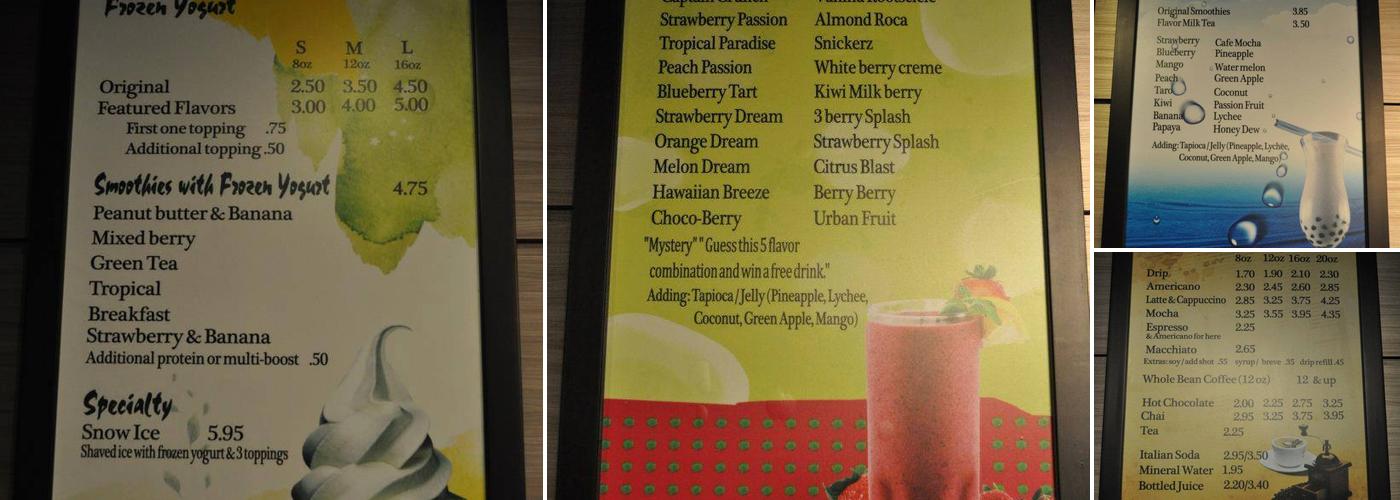 Frozen Yogurt
S M L
8oz 12oz 16oz
Original 2.50 3.50 4.50
Featured Flavors 3.00 4.00 5.00
First one topping .75
Additional topping .50
Smoothies with Frozen Yogurt 4.75
Peanut butter & Banana
Mixed berry
Green Tea
Tropical
Breakfast
Strawberry & Banana
Additional protein or multi-boost .50
Specialty
Snow Ice 5.95
Shaved ice with frozen yogurt & 3 toppings
Captain Crunch
Strawberry Passion Almond Roca
Tropical Paradise Snickerz
Peach Passion White berry creme
Blueberry Tart Kiwi Milk berry
Strawberry Dream 3 berry Splash
Orange Dream Strawberry Splash
Melon Dream Citrus Blast
Hawaiian Breeze Berry Berry
Choco-Berry Urban Fruit
"Mystery" " Guess this 5 flavor
combination and win a free drink."
Adding: Tapioca / Jelly (Pineapple, Lychee,
Coconut, Green Apple, Mango)
Original Smoothies 3.85
Flavor Milk Tea 3.50
Strawberry Cafe Mocha
Blueberry Pineapple
Mango Water melon
Peach Green Apple
Taro Coconut
Kiwi Passion Fruit
Banana Lychee
Papaya Honey Dew
Adding: Tapioca / Jelly (Pineapple, Lychee,
Coconut, Green Apple, Mango)
8oz 12oz 16oz 20oz
Drip 1.70 1.90 2.10 2.30
Americano 2.30 2.45 2.60 2.85
Latte & Cappuccino 2.85 3.25 3.75 4.25
Mocha 3.25 3.55 3.95 4.35
Espresso 2.25
& Americano for here
Macchiato 2.65
Extras: soy / add shot .55 syrup / breve .35 drip refill .45
Whole Bean Coffee (12 oz) 12 & up
Hot Chocolate 2.00 2.25 2.75 3.25
Chai 2.95 3.25 3.75 3.95
Tea 2.25
Italian Soda 2.95/3.50
Mineral Water 1.95
Bottled Juice 2.20/3.40